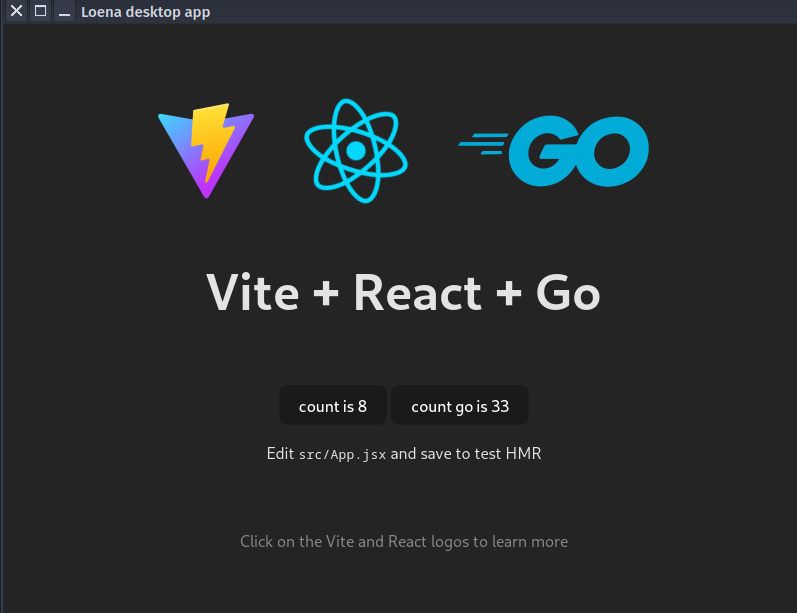 Loena desktop app
GO
Vite + React + Go
count is 8 count go is 33
Edit src/App.jsx and save to test HMR
Click on the Vite and React logos to learn more